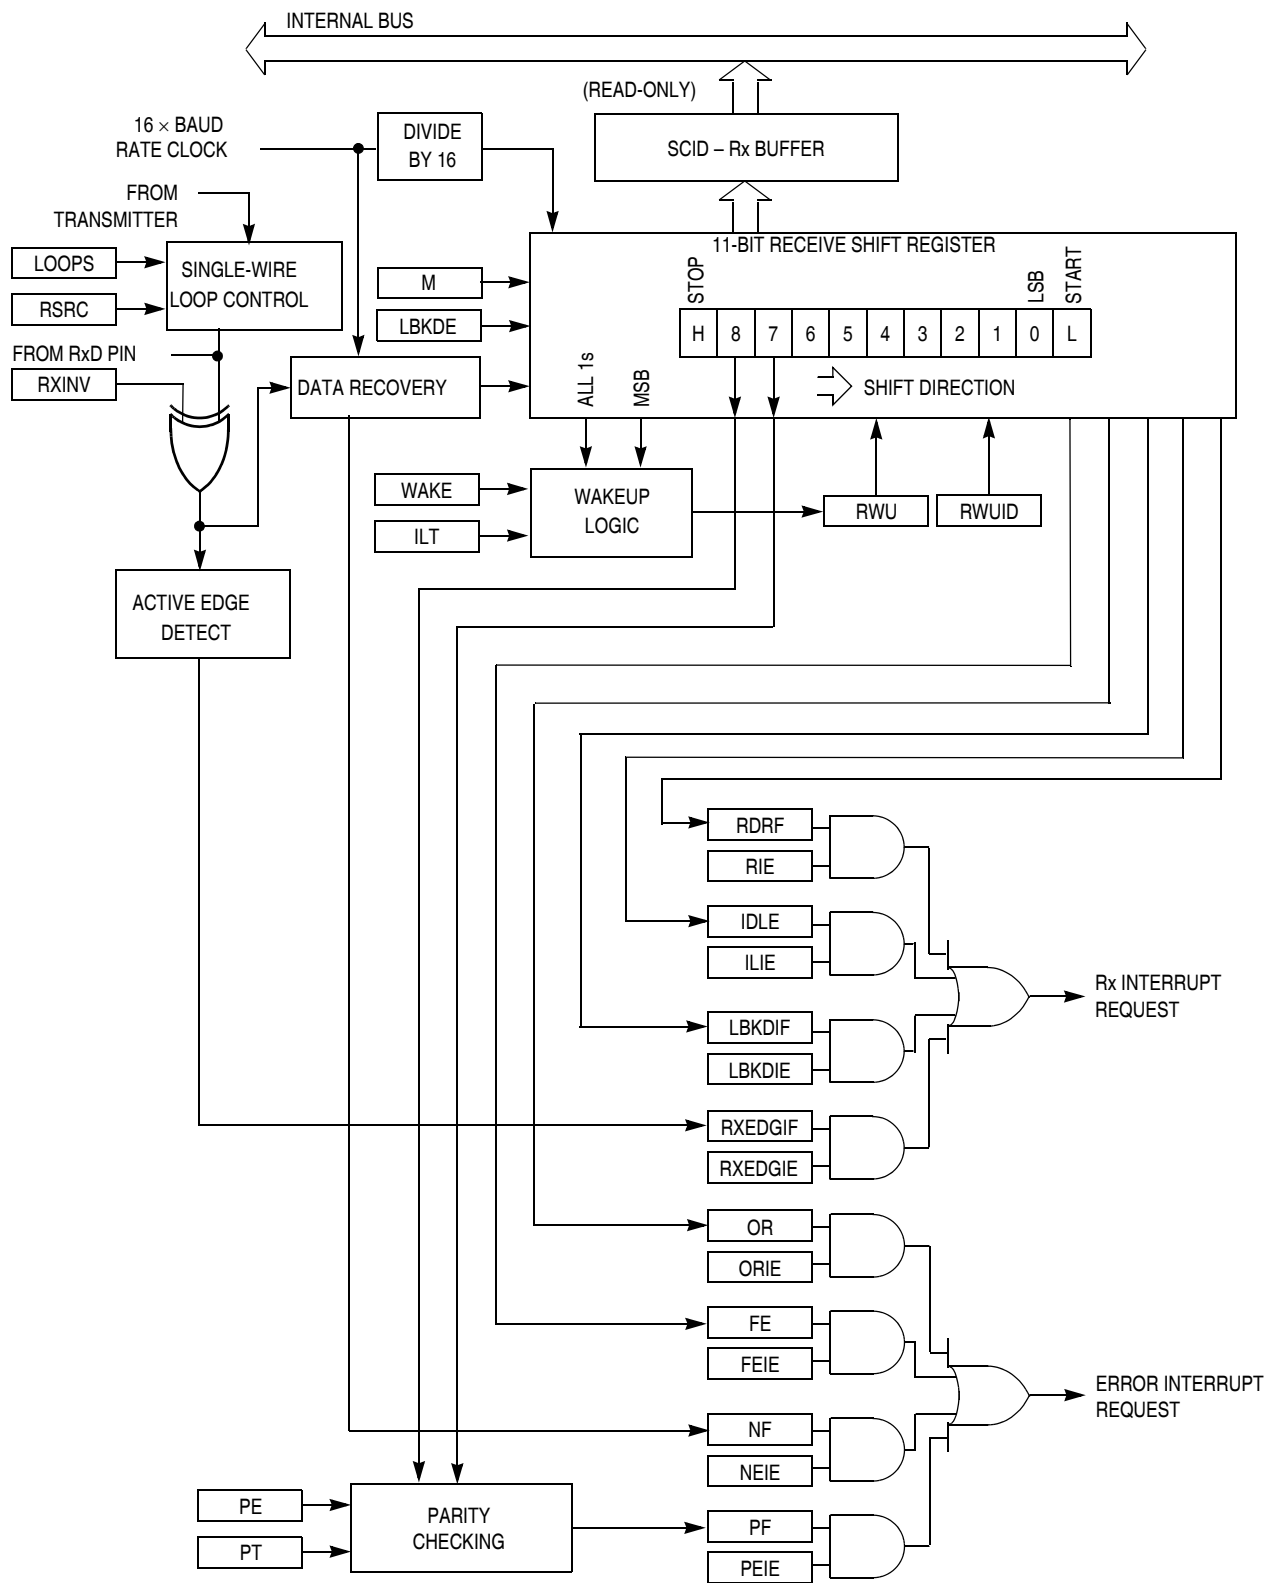 INTERNAL BUS
(READ-ONLY)
16 × BAUD
RATE CLOCK
DIVIDE
BY 16
SCID – Rx BUFFER
FROM
TRANSMITTER
11-BIT RECEIVE SHIFT REGISTER
LOOPS
RSRC
SINGLE-WIRE
LOOP CONTROL
M
LBKDE
STOP
LSB
START
H 8 7 6 5 4 3 2 1 0 L
FROM RxD PIN
RXINV
DATA RECOVERY
ALL 1s
MSB
SHIFT DIRECTION
WAKE
ILT
WAKEUP
LOGIC
RWU
RWUID
ACTIVE EDGE
DETECT
RDRF
RIE
IDLE
ILIE
Rx INTERRUPT
REQUEST
LBKDIF
LBKDIE
RXEDGIF
RXEDGIE
OR
ORIE
FE
FEIE
ERROR INTERRUPT
REQUEST
NF
NEIE
PE
PT
PARITY
CHECKING
PF
PEIE